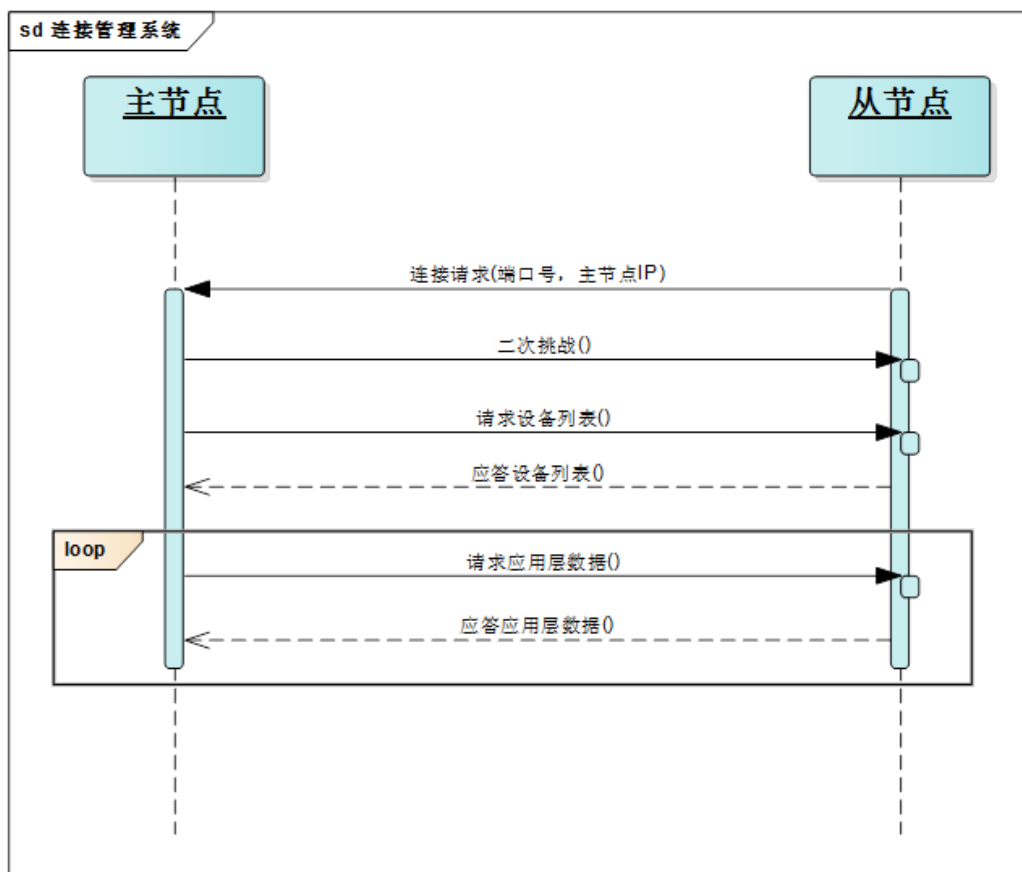 sd 连接管理系统
主节点
从节点
连接请求(端口号，主节点IP)
二次挑战()
请求设备列表()
应答设备列表()
loop
请求应用层数据()
应答应用层数据()